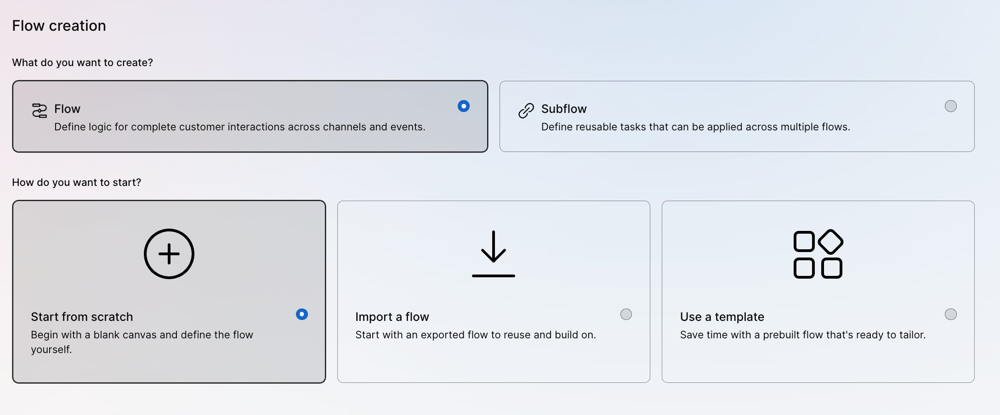 Flow creation
What do you want to create?
Flow
Define logic for complete customer interactions across channels and events.
Subflow
Define reusable tasks that can be applied across multiple flows.
How do you want to start?
Start from scratch
Begin with a blank canvas and define the flow
yourself.
Import a flow
Start with an exported flow to reuse and build on.
Use a template
Save time with a prebuilt flow that's ready to tailor.